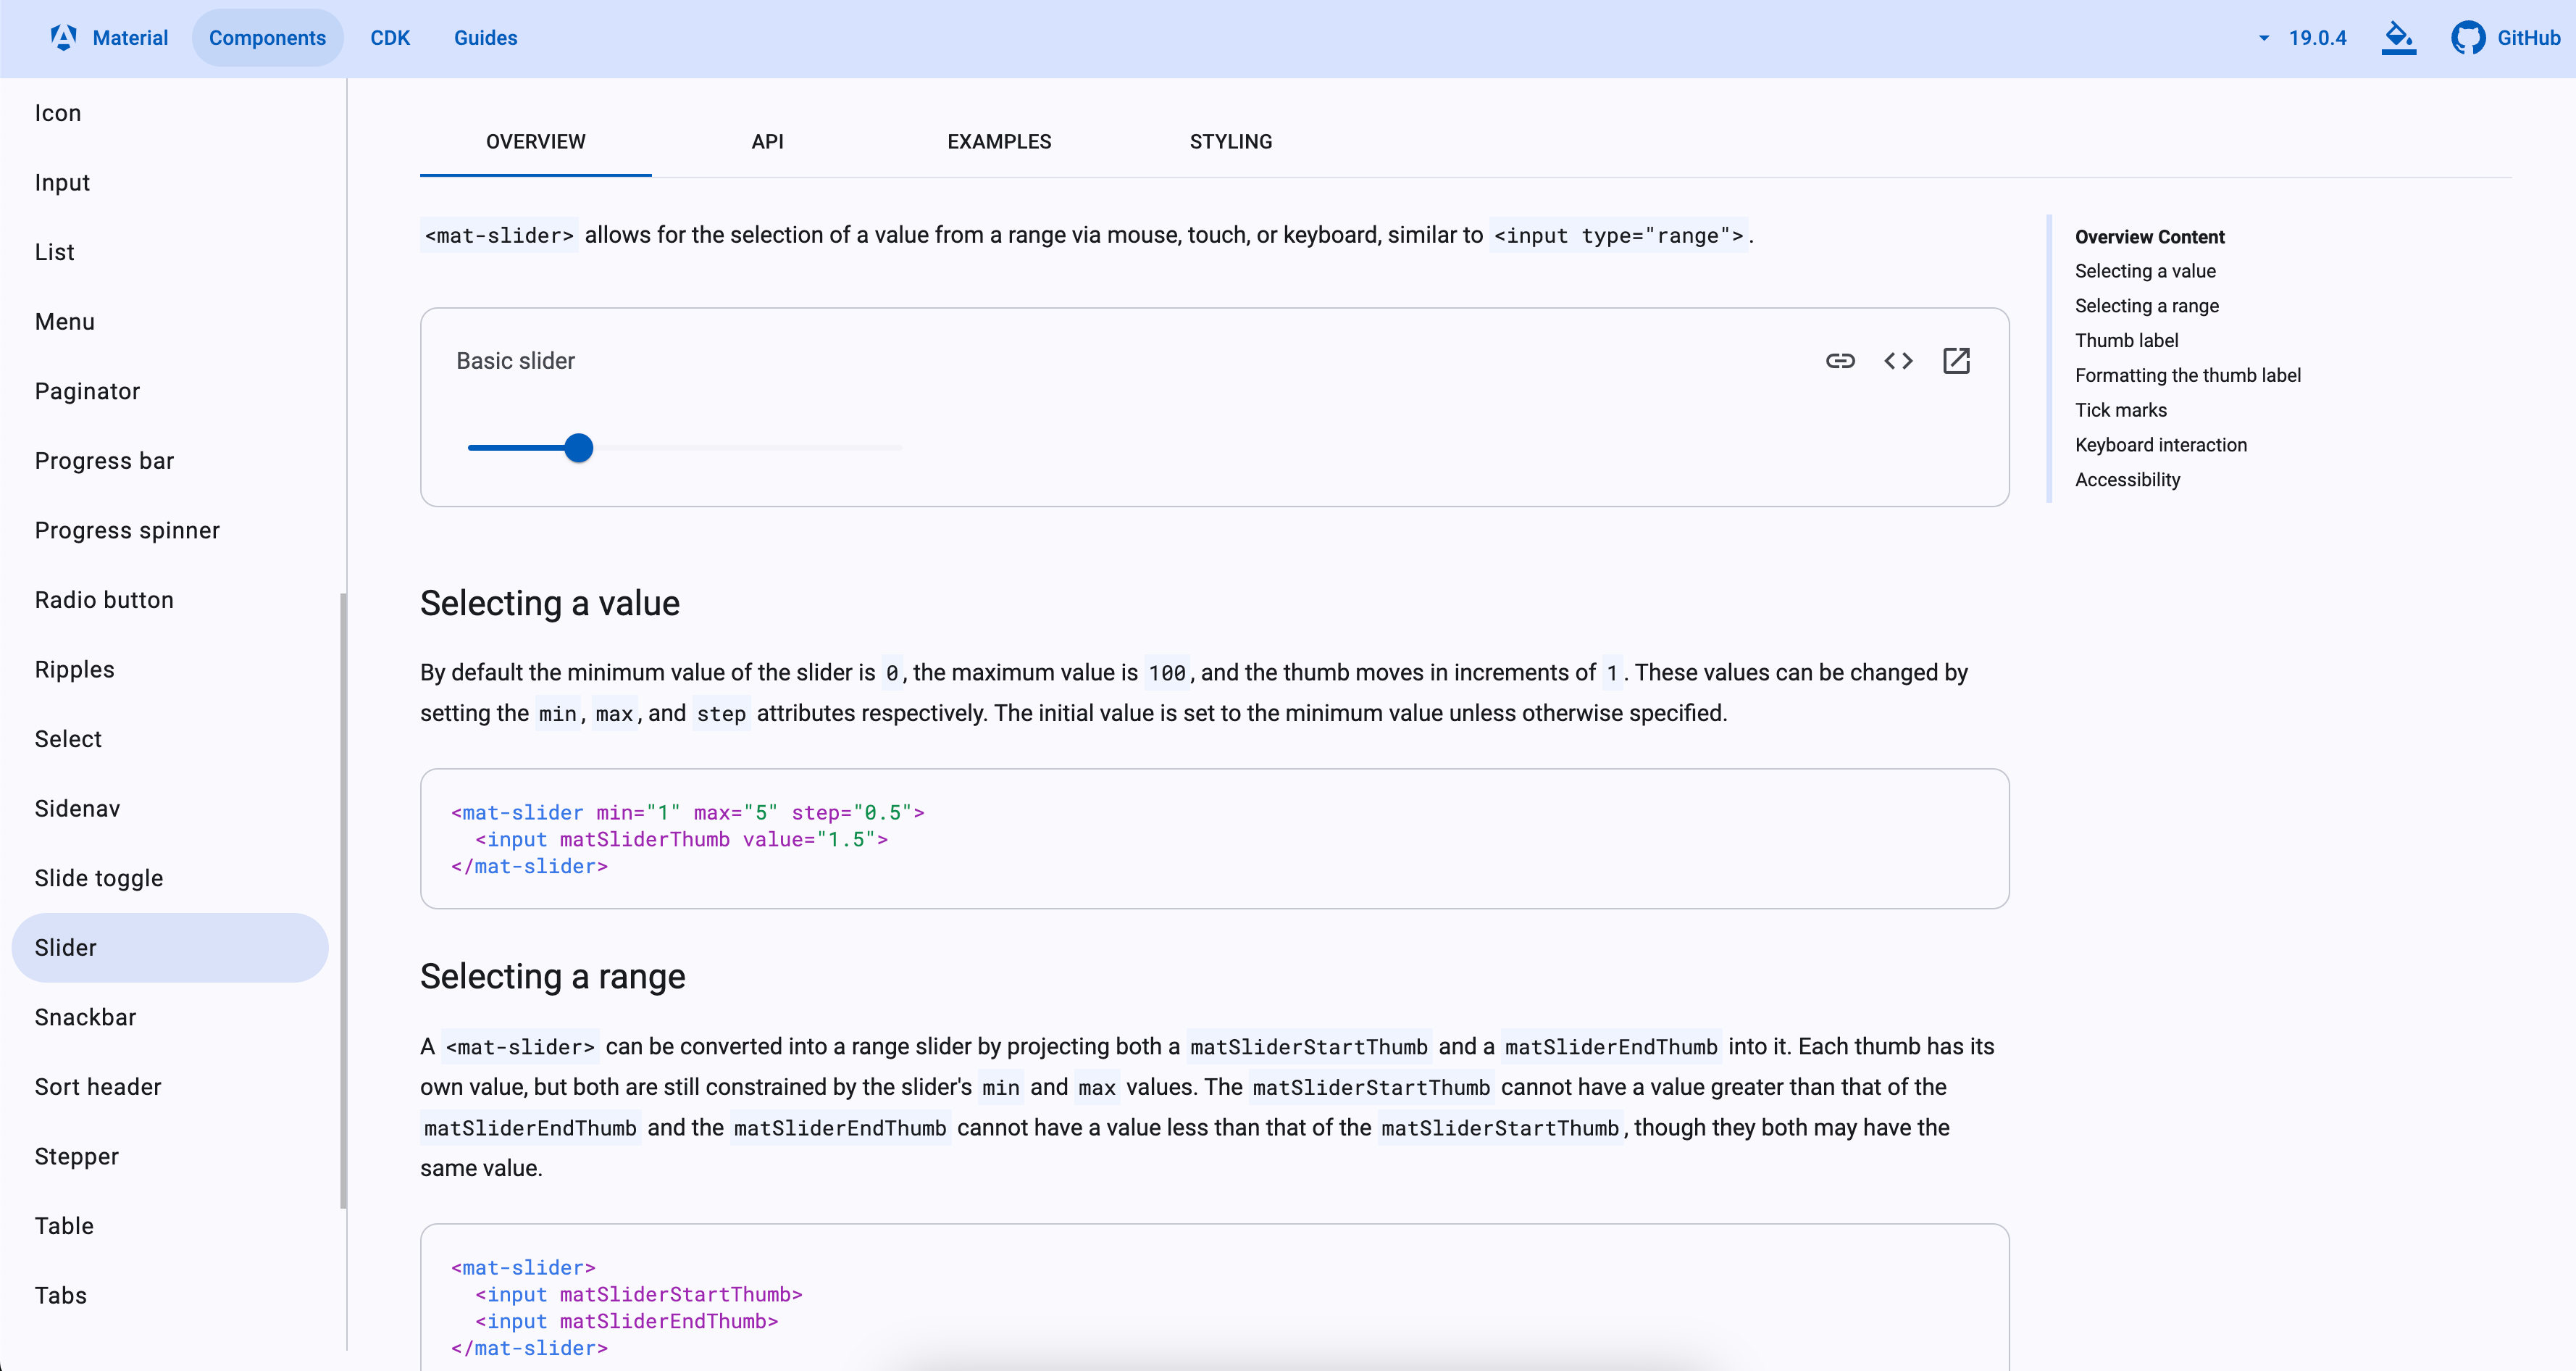 Material
Components
CDK
Guides
19.0.4
GitHub
Icon
Input
List
Menu
Paginator
Progress bar
Progress spinner
Radio button
Ripples
Select
Sidenav
Slide toggle
Slider
Snackbar
Sort header
Stepper
Table
Tabs
OVERVIEW
API
EXAMPLES
STYLING
<mat-slider> allows for the selection of a value from a range via mouse, touch, or keyboard, similar to <input type="range">.
Basic slider
Selecting a value
By default the minimum value of the slider is 0, the maximum value is 100, and the thumb moves in increments of 1. These values can be changed by
setting the min, max, and step attributes respectively. The initial value is set to the minimum value unless otherwise specified.
<mat-slider min="1" max="5" step="0.5">
  <input matSliderThumb value="1.5">
</mat-slider>
Selecting a range
A <mat-slider> can be converted into a range slider by projecting both a matSliderStartThumb and a matSliderEndThumb into it. Each thumb has its
own value, but both are still constrained by the slider's min and max values. The matSliderStartThumb cannot have a value greater than that of the
matSliderEndThumb and the matSliderEndThumb cannot have a value less than that of the matSliderStartThumb, though they both may have the
same value.
<mat-slider>
  <input matSliderStartThumb>
  <input matSliderEndThumb>
</mat-slider>
Overview Content
Selecting a value
Selecting a range
Thumb label
Formatting the thumb label
Tick marks
Keyboard interaction
Accessibility